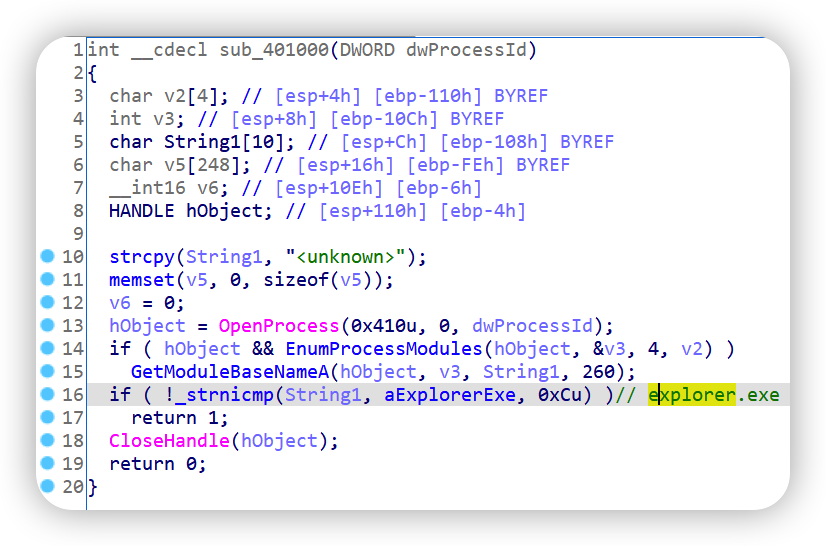 1 int __cdecl sub_401000(DWORD dwProcessId)
2 {
3 char v2[4]; // [esp+4h] [ebp-110h] BYREF
4 int v3; // [esp+8h] [ebp-10Ch] BYREF
5 char String1[10]; // [esp+Ch] [ebp-108h] BYREF
6 char v5[248]; // [esp+16h] [ebp-FEh] BYREF
7 __int16 v6; // [esp+10Eh] [ebp-6h]
8 HANDLE hObject; // [esp+110h] [ebp-4h]
9
10 strcpy(String1, "<unknown>");
11 memset(v5, 0, sizeof(v5));
12 v6 = 0;
13 hObject = OpenProcess(0x410u, 0, dwProcessId);
14 if ( hObject && EnumProcessModules(hObject, &v3, 4, v2) )
15 GetModuleBaseNameA(hObject, v3, String1, 260);
16 if ( !_strnicmp(String1, aExplorerExe, 0xCu) )// explorer.exe
17 return 1;
18 CloseHandle(hObject);
19 return 0;
20 }